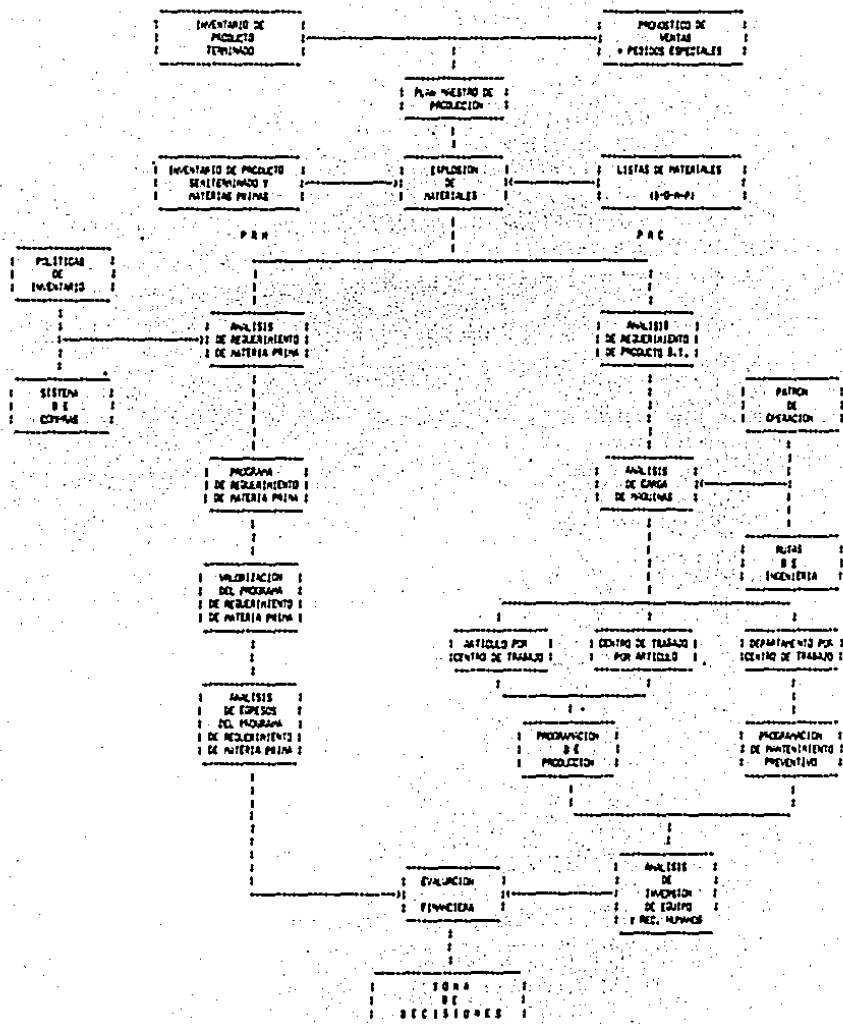 INVENTARIO DE
PRODUCTO
TERMINADO
PRONOSTICO DE
VENTAS
+ PEDIDOS ESPECIALES
PLAN MAESTRO DE
PRODUCCION
INVENTARIO DE PRODUCTO
SEMITERMINADO Y
MATERIAS PRIMAS
EXPLOSION
DE
MATERIALES
LISTAS DE MATERIALES
P R M
P R C
POLITICAS
DE
INVENTARIO
ANALISIS
DE REQUERIMIENTO
DE MATERIA PRIMA
ANALISIS
DE REQUERIMIENTO
DE PRODUCTO S.T.
SISTEMA
D E
COMPRAS
PATRON
DE
OPERACION
PROGRAMA
DE REQUERIMIENTO
DE MATERIA PRIMA
ANALISIS
DE CARGA
DE MAQUINAS
RUTAS
D E
INGENIERIA
VALORIZACION
DEL PROGRAMA
DE REQUERIMIENTO
DE MATERIA PRIMA
ARTICULO POR
CENTRO DE TRABAJO
CENTRO DE TRABAJO
POR ARTICULO
DEPARTAMENTO POR
CENTRO DE TRABAJO
ANALISIS
DE EGRESOS
DEL PROGRAMA
DE REQUERIMIENTO
DE MATERIA PRIMA
PROGRAMACION
D E
PRODUCCION
PROGRAMACION
DE MANTENIMIENTO
PREVENTIVO
EVALUACION
FINANCIERA
ANALISIS
DE
INVERSION
DE EQUIPO
Y REC. HUMANOS
DE
DECISIONES